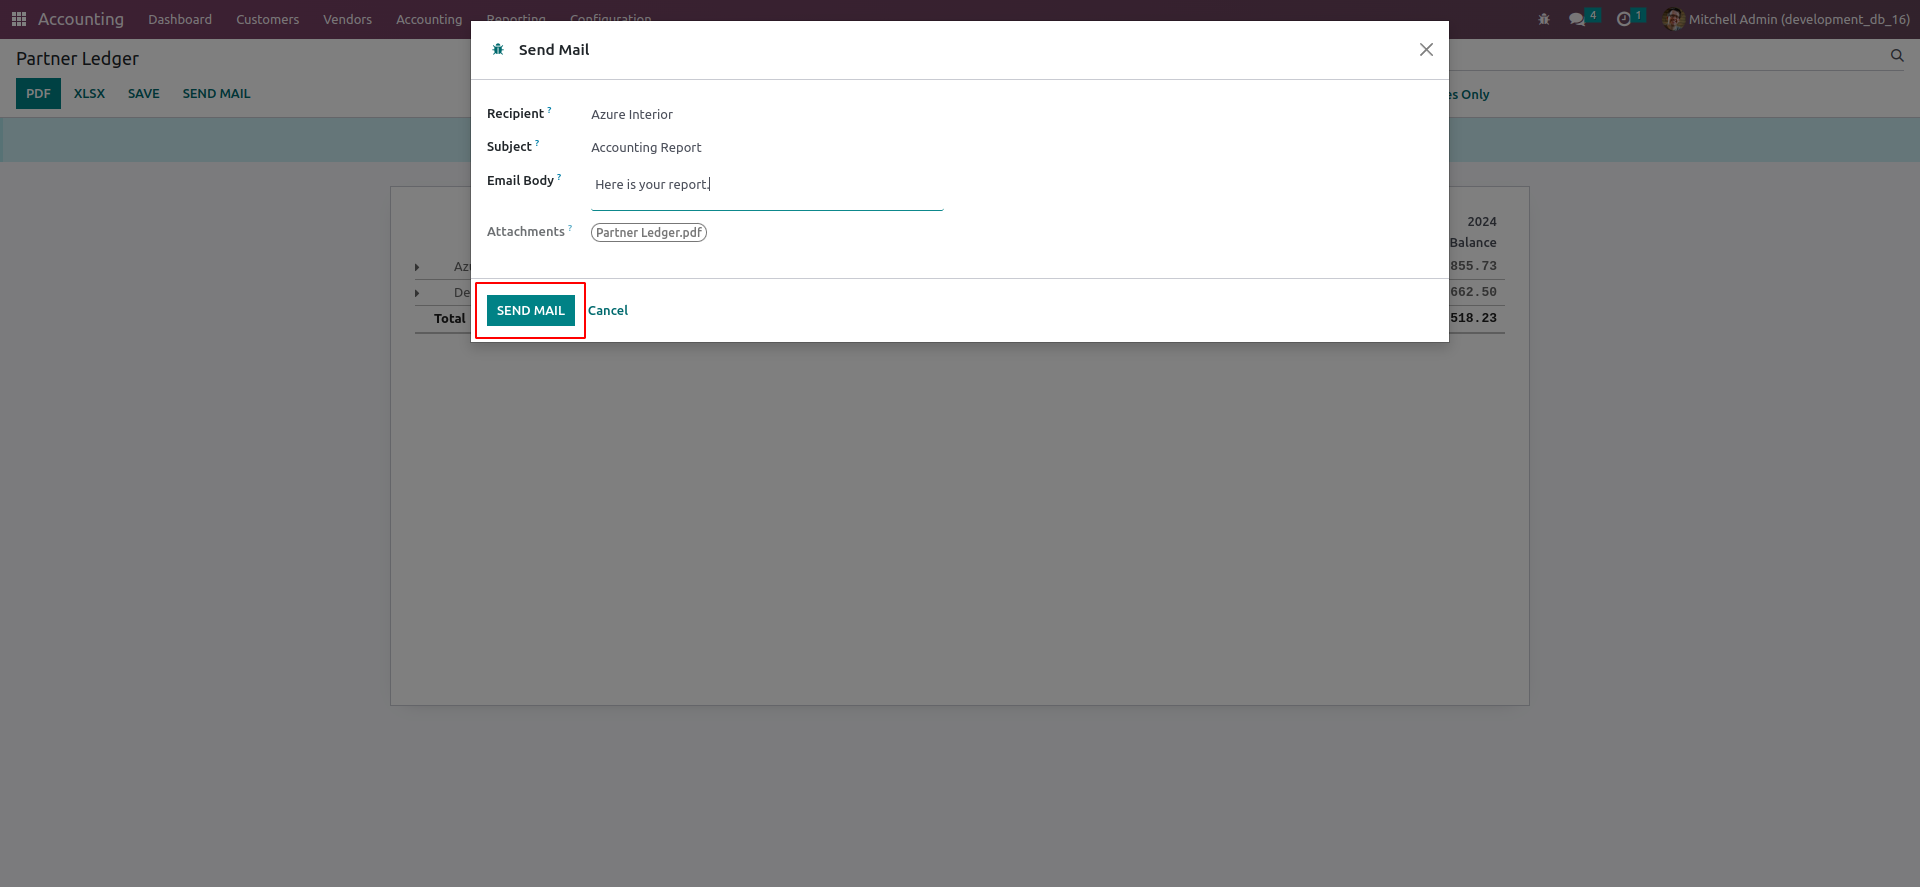 Accounting Dashboard Customers Vendors Accounting Reporting Configuration 4 1 Mitchell Admin (development_db_16)
Partner Ledger
PDF XLSX SAVE SEND MAIL
es Only
Send Mail
Recipient ? Azure Interior
Subject ? Accounting Report
Email Body ? Here is your report.
Attachments ? Partner Ledger.pdf
SEND MAIL Cancel
2024
Balance
Azu 855.73
De 662.50
Total 518.23